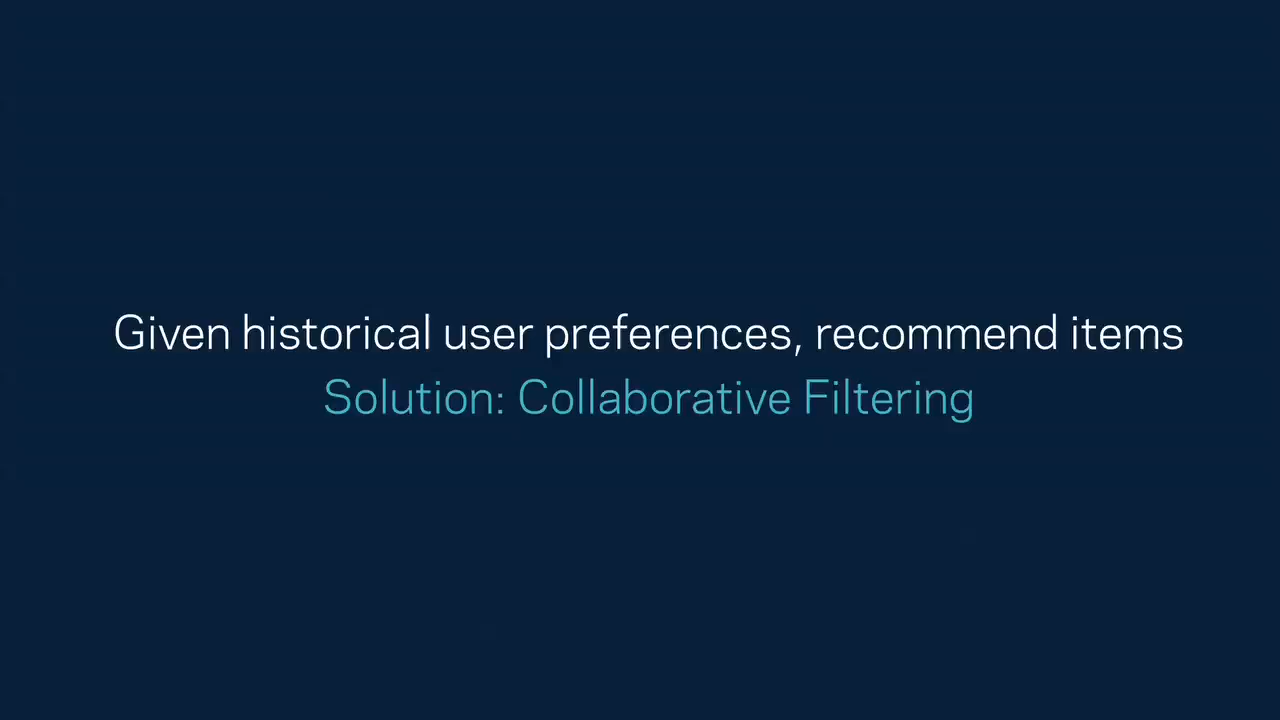 Given historical user preferences, recommend items
Solution: Collaborative Filtering